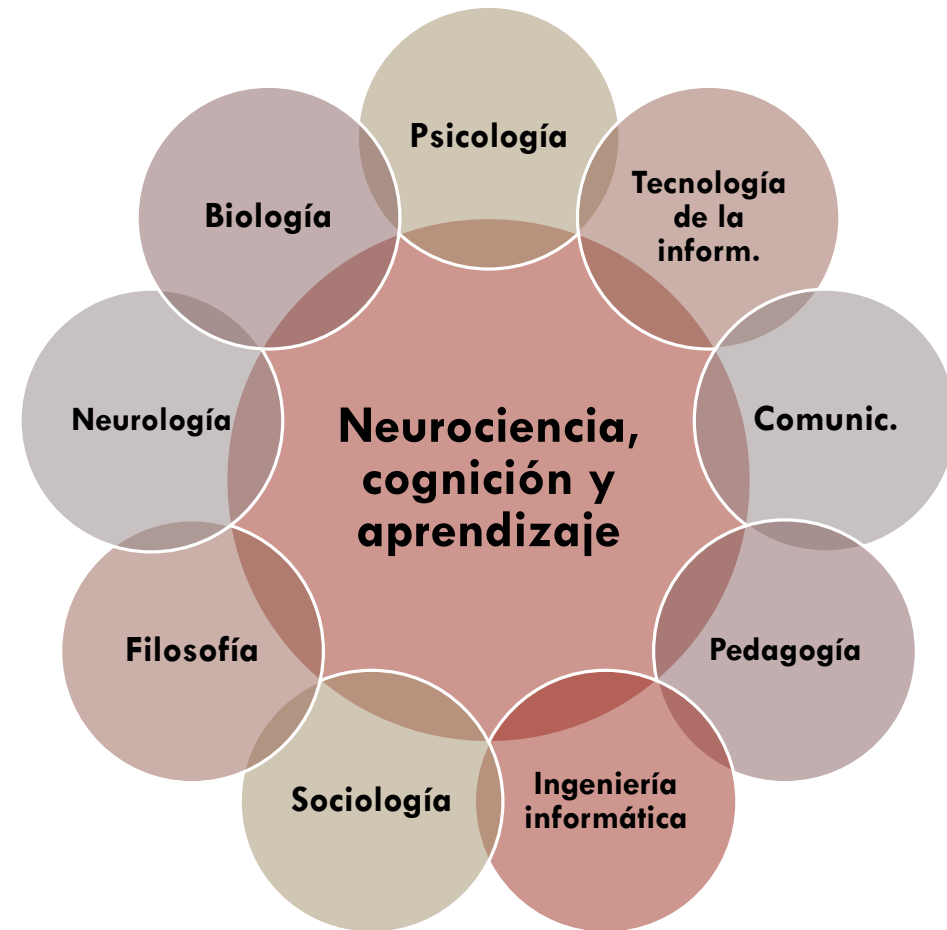 Psicología
Tecnología
de la
inform.
Comunic.
Pedagogía
Ingeniería
informática
Sociología
Filosofía
Neurología
Biología
Neurociencia,
cognición y
aprendizaje